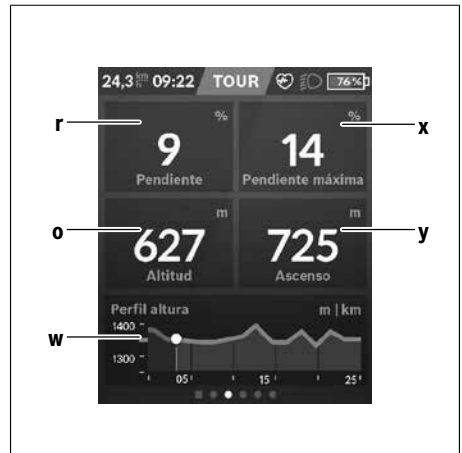 24,3 km/h 09:22 TOUR 76%
r % % x
9 14
Pendiente Pendiente máxima
m m
o 627 725 y
Altitud Ascenso
Perfil altura m | km
1400
w
1300
05' 15' 25'